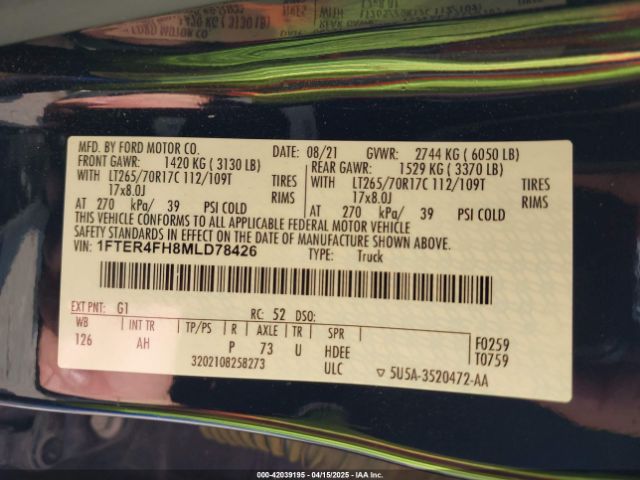 MFD. BY FORD MOTOR CO.
DATE: 08/21 GVWR: 2744 KG ( 6050 LB)
FRONT GAWR: 1420 KG ( 3130 LB) REAR GAWR: 1529 KG ( 3370 LB)
WITH LT265/70R17C 112/109T TIRES WITH LT265/70R17C 112/109T TIRES
17x8.0J RIMS 17x8.0J RIMS
AT 270 kPa/ 39 PSI COLD AT 270 kPa/ 39 PSI COLD
THIS VEHICLE CONFORMS TO ALL APPLICABLE FEDERAL MOTOR VEHICLE
SAFETY STANDARDS IN EFFECT ON THE DATE OF MANUFACTURE SHOWN ABOVE.
VIN: 1FTER4FH8MLD78426 TYPE: Truck
EXT PNT: G1 RC: 52 DSO:
WB INT TR TP/PS R AXLE TR SPR F0259
126 AH P 73 U HDEE T0759
3202108258273 ULC ▽ 5U5A-3520472-AA
00-42039195 - 04/15/2025 - IAA Inc.